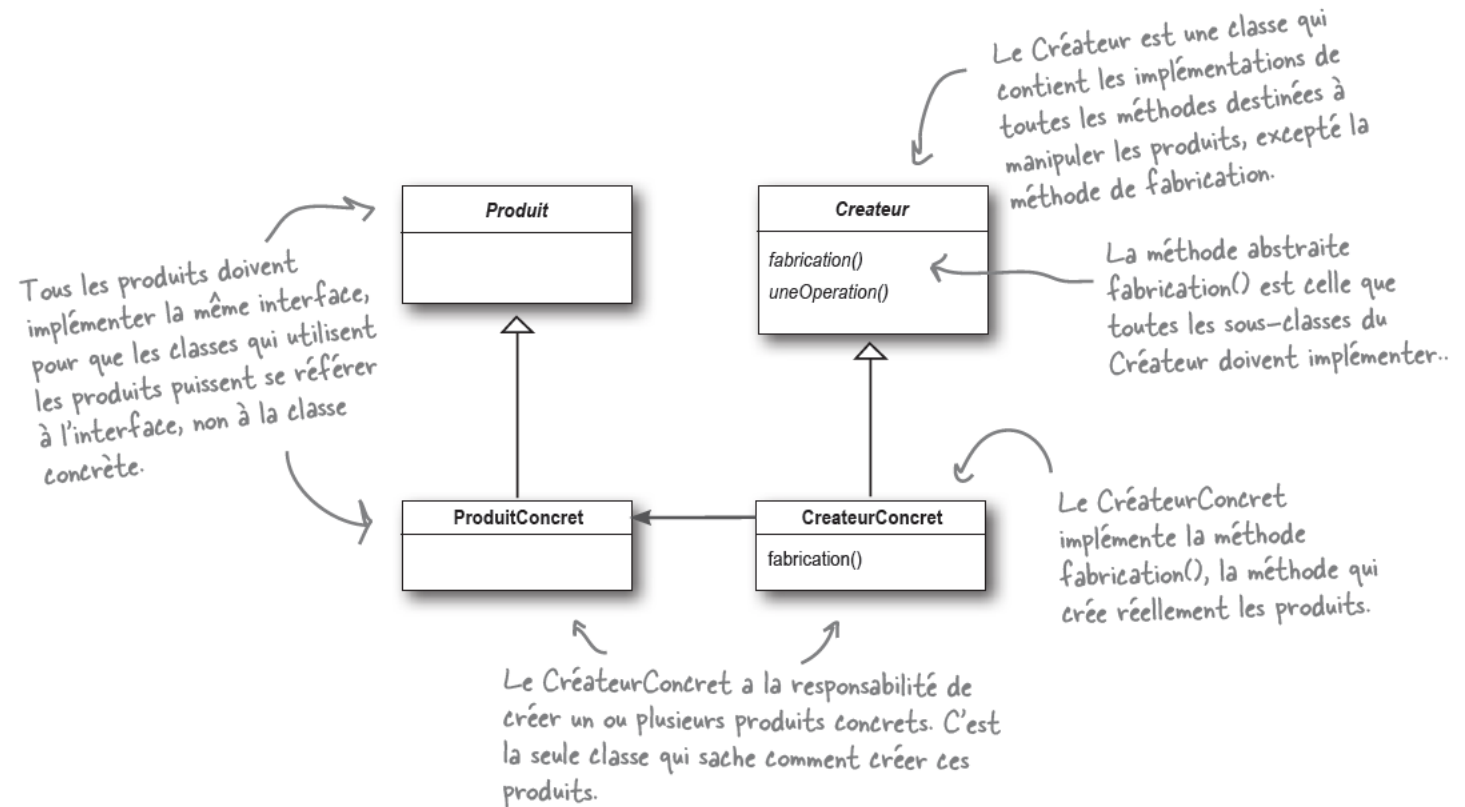 Le Créateur est une classe qui
contient les implémentations de
toutes les méthodes destinées à
manipuler les produits, excepté la
méthode de fabrication.
Produit
Createur
fabrication()
uneOperation()
La méthode abstraite
fabrication() est celle que
toutes les sous-classes du
Créateur doivent implémenter..
Tous les produits doivent
implémenter la même interface,
pour que les classes qui utilisent
les produits puissent se référer
à l'interface, non à la classe
concrète.
ProduitConcret
CreateurConcret
fabrication()
Le CréateurConcret
implémente la méthode
fabrication(), la méthode qui
crée réellement les produits.
Le CréateurConcret a la responsabilité de
créer un ou plusieurs produits concrets. C'est
la seule classe qui sache comment créer ces
produits.